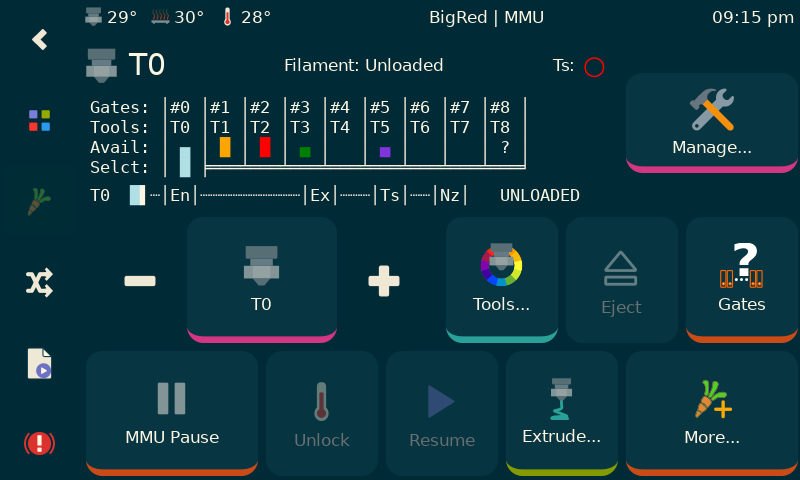 29° 30° 28° BigRed | MMU 09:15 pm
T0 Filament: Unloaded Ts:
Gates: |#0 |#1 |#2 |#3 |#4 |#5 |#6 |#7 |#8 |
Tools: |T0 |T1 |T2 |T3 |T4 |T5 |T6 |T7 |T8 |
Avail: ?
Selct:
Manage...
T0 En Ex Ts Nz UNLOADED
T0
Tools...
Eject
?
Gates
MMU Pause
Unlock
Resume
Extrude...
More...